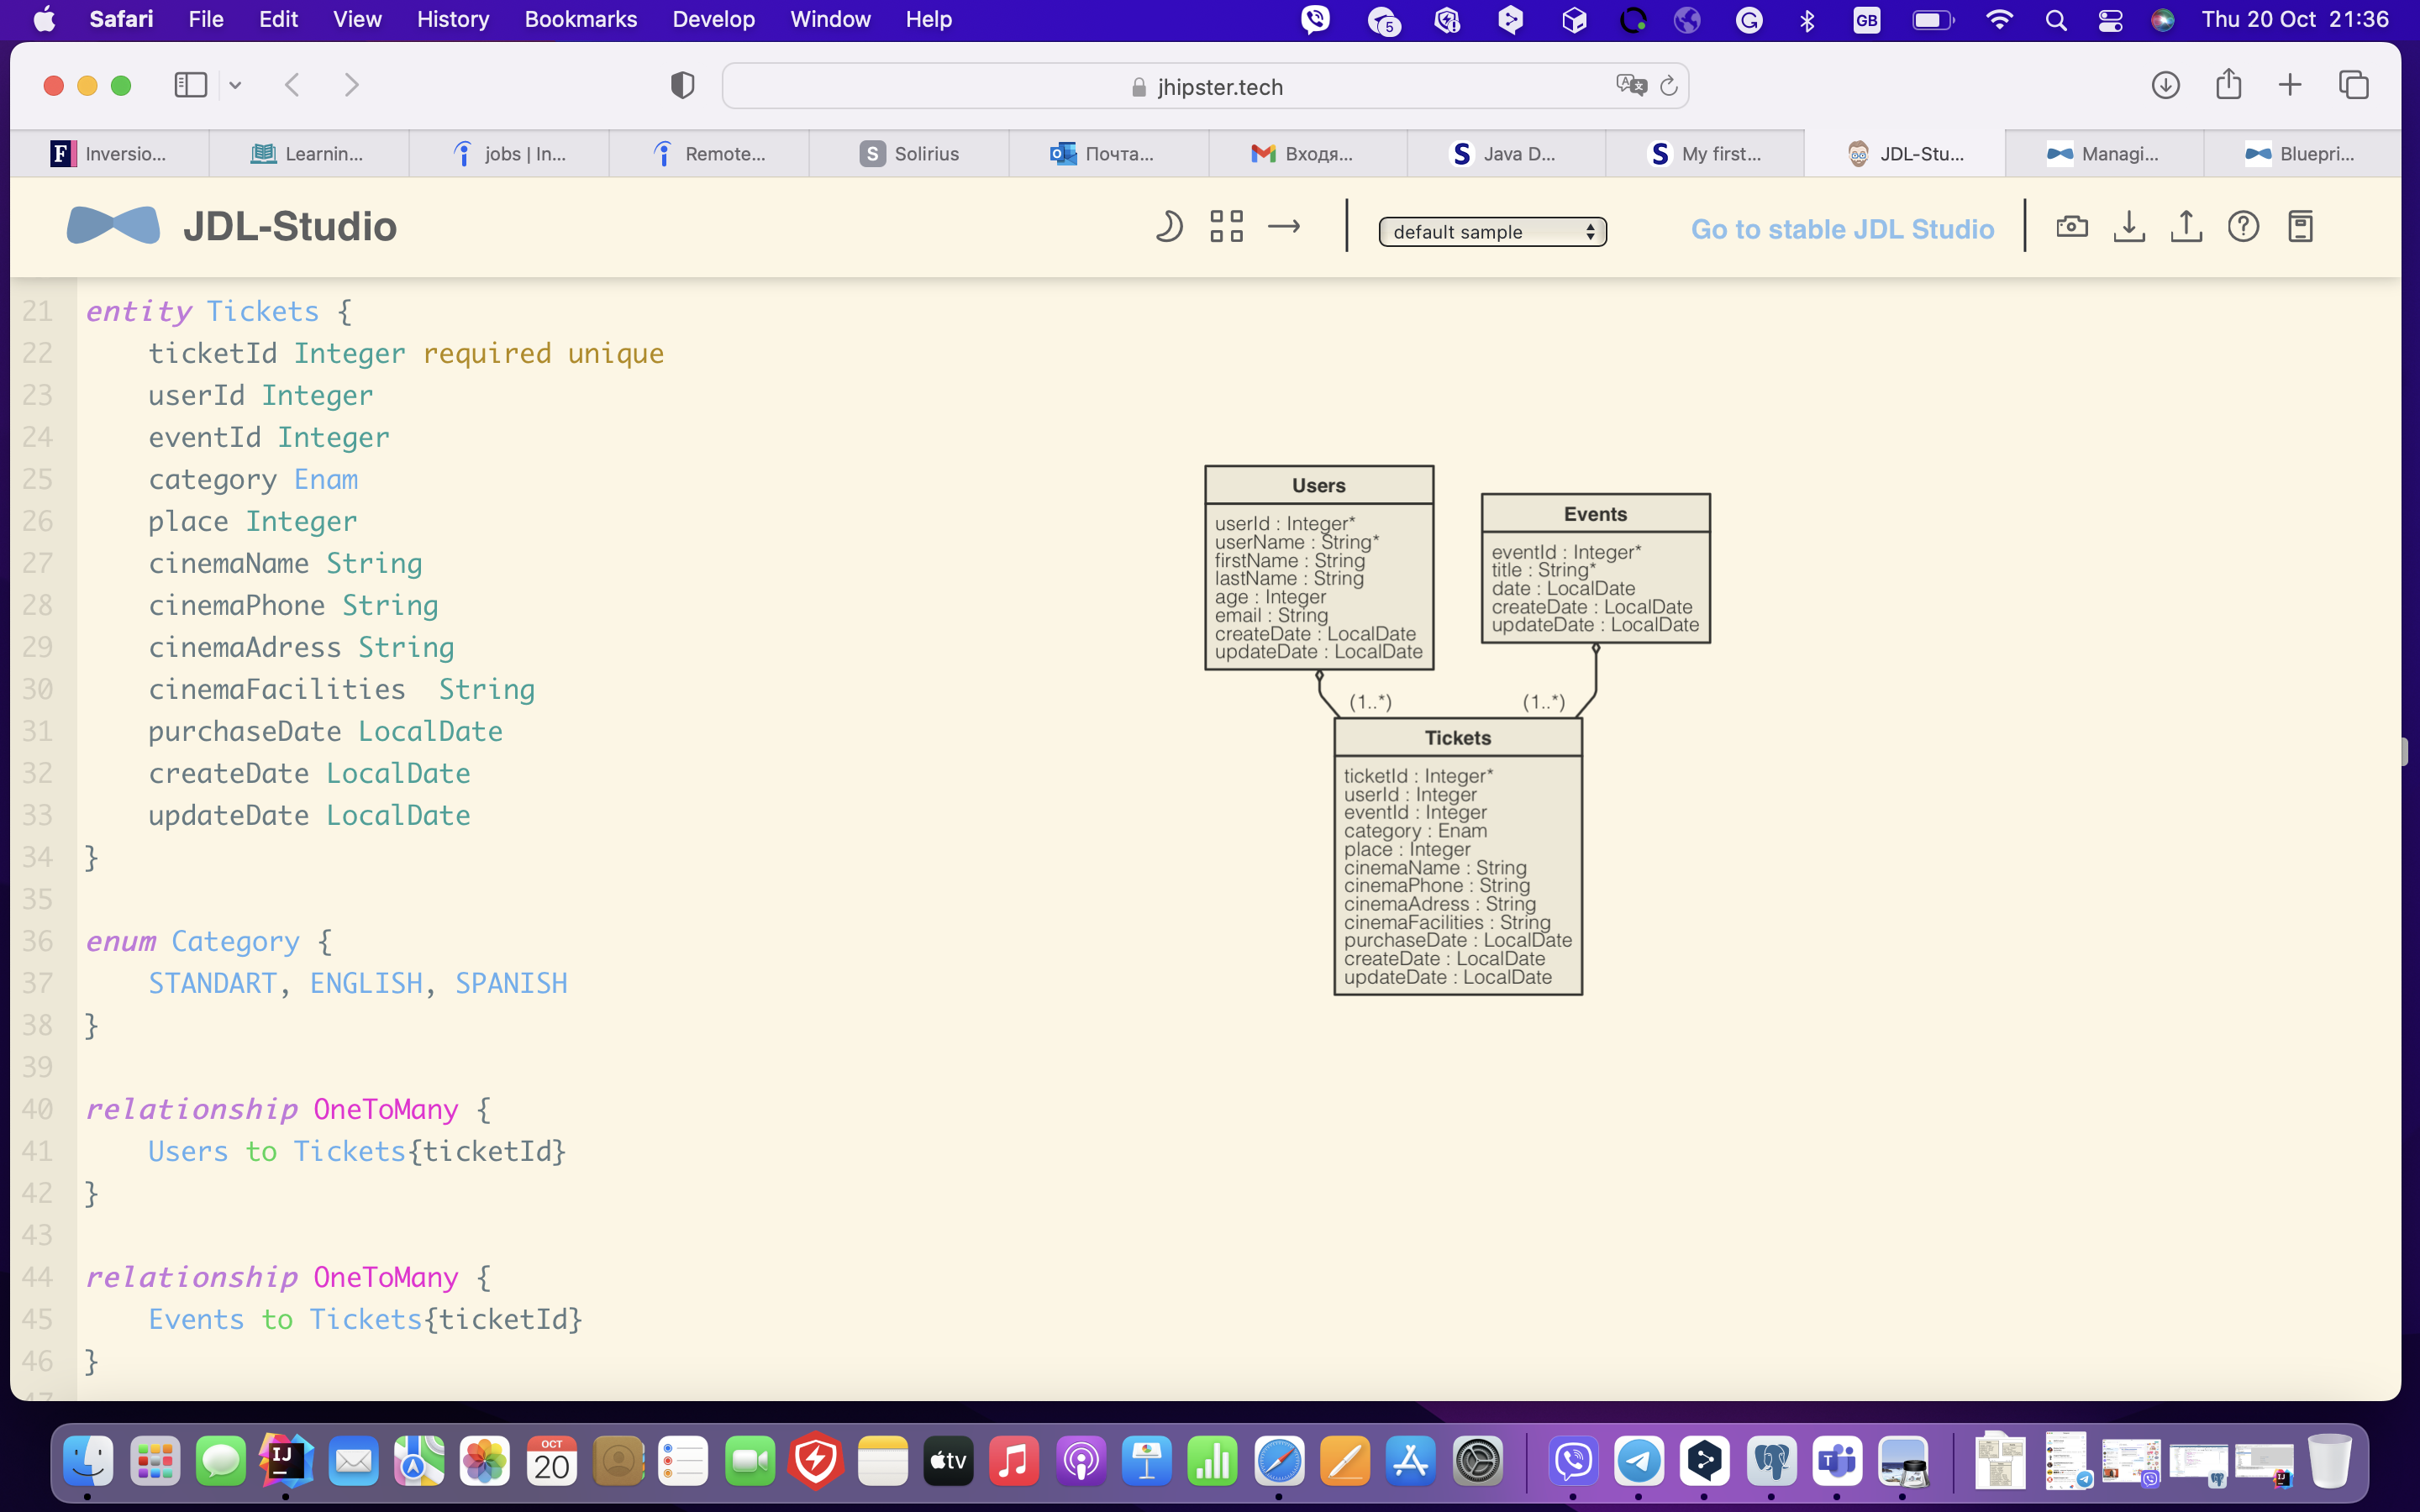 Safari File Edit View History Bookmarks Develop Window Help 5 GB Thu 20 Oct 21:36
jhipster.tech
F Inversio... Learnin... jobs | In... Remote... S Solirius Почта... Входя... S Java D... S My first... JDL-Stu... Managi... Bluepri...
JDL-Studio default sample Go to stable JDL Studio
21 entity Tickets {
22 ticketId Integer required unique
23 userId Integer
24 eventId Integer
25 category Enam
26 place Integer
27 cinemaName String
28 cinemaPhone String
29 cinemaAdress String
30 cinemaFacilities  String
31 purchaseDate LocalDate
32 createDate LocalDate
33 updateDate LocalDate
34 }
35
36 enum Category {
37 STANDART, ENGLISH, SPANISH
38 }
39
40 relationship OneToMany {
41 Users to Tickets{ticketId}
42 }
43
44 relationship OneToMany {
45 Events to Tickets{ticketId}
46 }
47
Users
userId : Integer*
userName : String*
firstName : String
lastName : String
age : Integer
email : String
createDate : LocalDate
updateDate : LocalDate
Events
eventId : Integer*
title : String*
date : LocalDate
createDate : LocalDate
updateDate : LocalDate
(1..*) (1..*)
Tickets
ticketId : Integer*
userId : Integer
eventId : Integer
category : Enam
place : Integer
cinemaName : String
cinemaPhone : String
cinemaAdress : String
cinemaFacilities : String
purchaseDate : LocalDate
createDate : LocalDate
updateDate : LocalDate
IJ OCT 20 tv